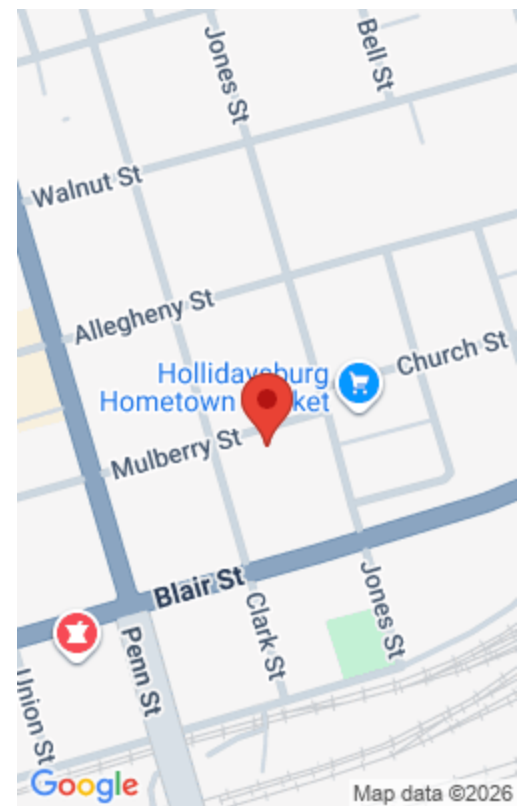 Jones St
Bell St
Walnut St
Allegheny St
Church St
Hollidaysburg
Hometown ket
Mulberry St
Blair St
Clark St
Jones St
Penn St
Union St
Google
Map data ©2026